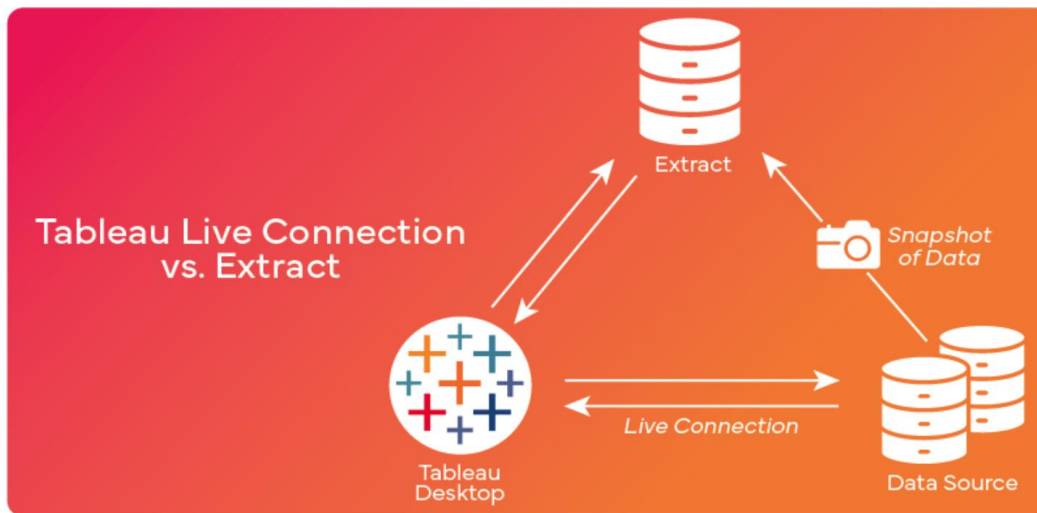 Extract
Tableau Live Connection
vs. Extract
Snapshot
of Data
Live Connection
Tableau
Desktop
Data Source